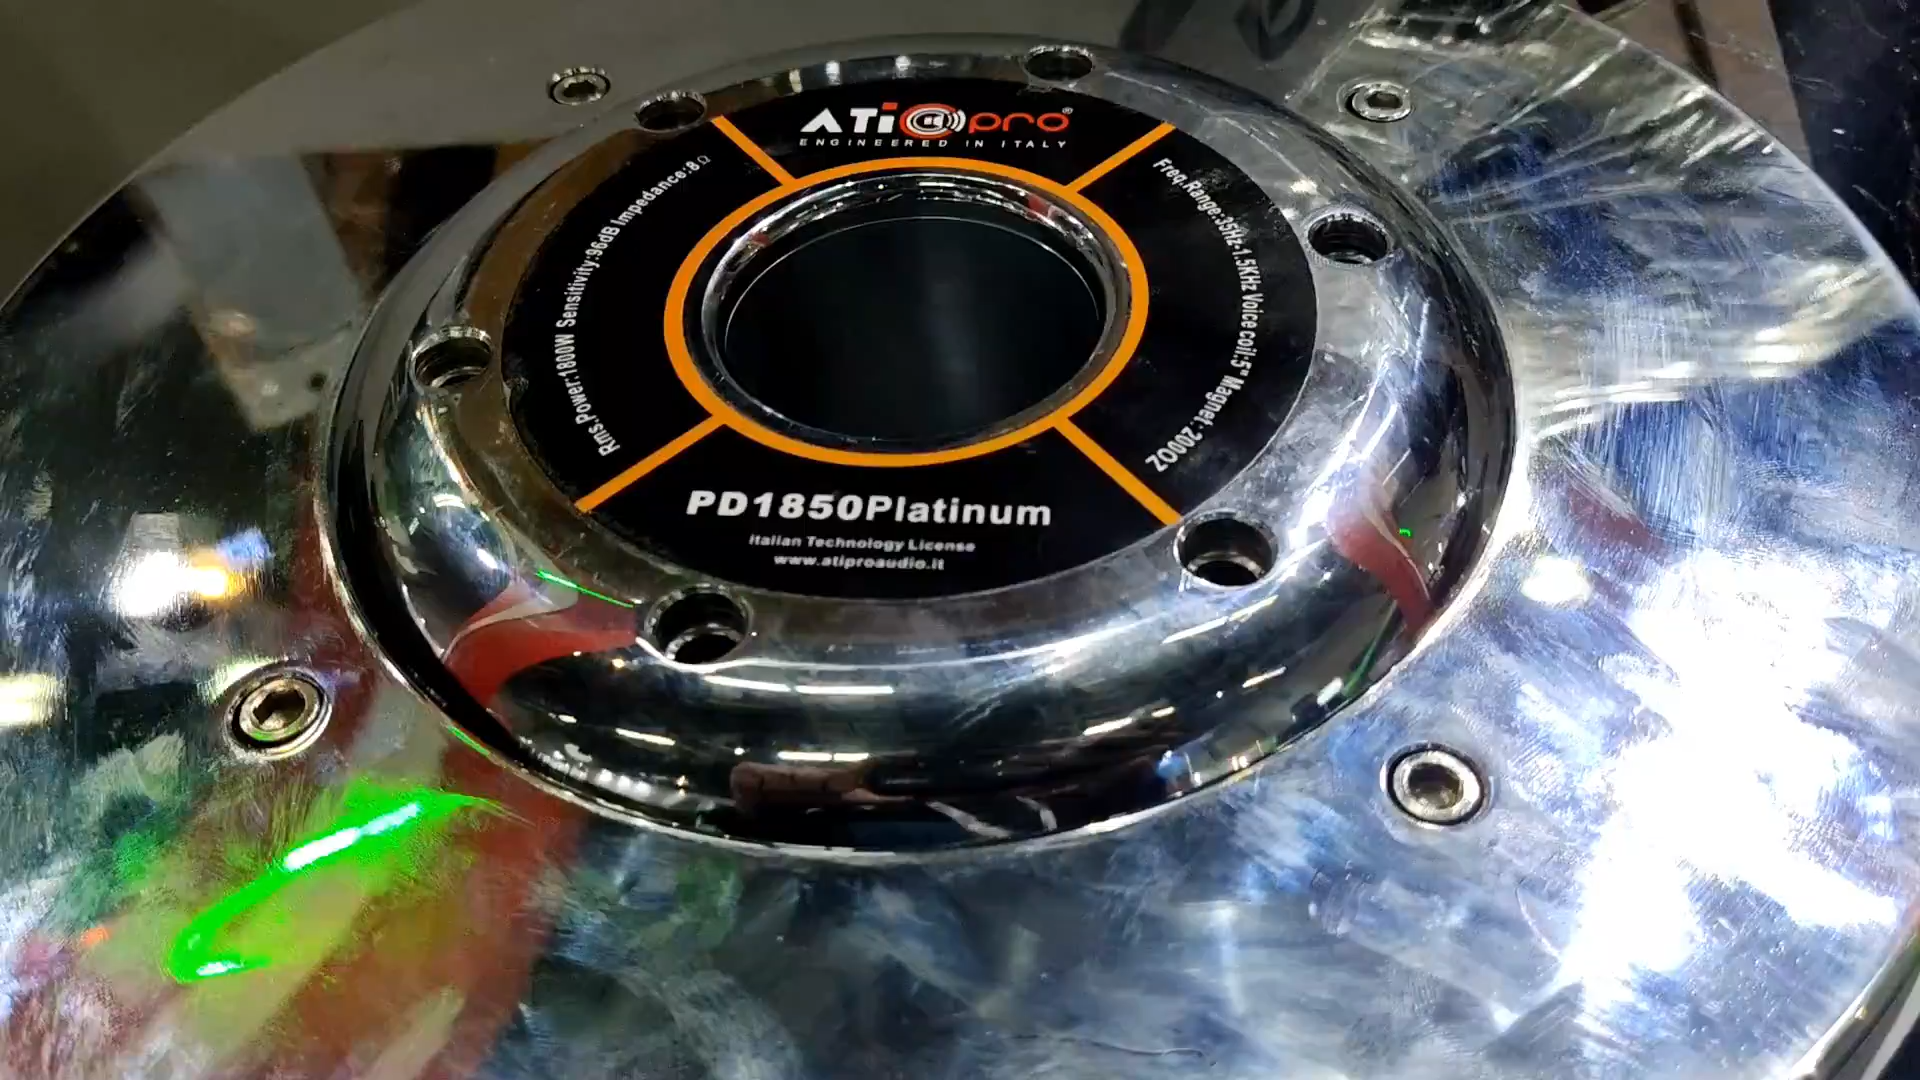 ATi pro®
ENGINEERED IN ITALY
Rms.Power:1800W Sensitivity:96dB Impedance:8Ω
Freq.Range:35Hz-1.5KHz Voice coil:5" Magnet: 200OZ
PD1850Platinum
Italian Technology License
www.atiproaudio.it